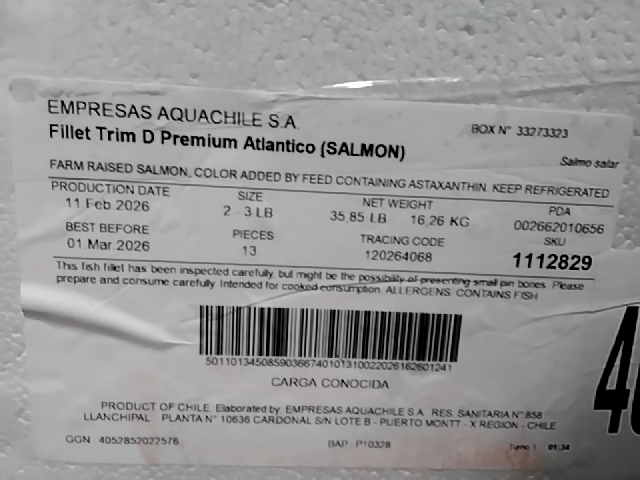 EMPRESAS AQUACHILE S.A.
BOX N° 33273323
Fillet Trim D Premium Atlantico (SALMON)
Salmo salar
FARM RAISED SALMON, COLOR ADDED BY FEED CONTAINING ASTAXANTHIN. KEEP REFRIGERATED
PRODUCTION DATE SIZE NET WEIGHT PDA
11 Feb 2026 2 - 3 LB 35,85 LB 16,26 KG 002662010656
BEST BEFORE PIECES TRACING CODE SKU
01 Mar 2026 13 120264068 1112829
This fish fillet has been inspected carefully, but might be the possibility of presenting small pin bones. Please
prepare and consume carefully. Intended for cooked consumption. ALLERGENS: CONTAINS FISH
CARGA CONOCIDA
PRODUCT OF CHILE. Elaborated by: EMPRESAS AQUACHILE S.A. RES. SANITARIA N° 858
LLANCHIPAL PLANTA N° 10636 CARDONAL S/N LOTE B - PUERTO MONTT - X REGION - CHILE
GGN 4052852022576 BAP: P10328 Turno 1 01:34